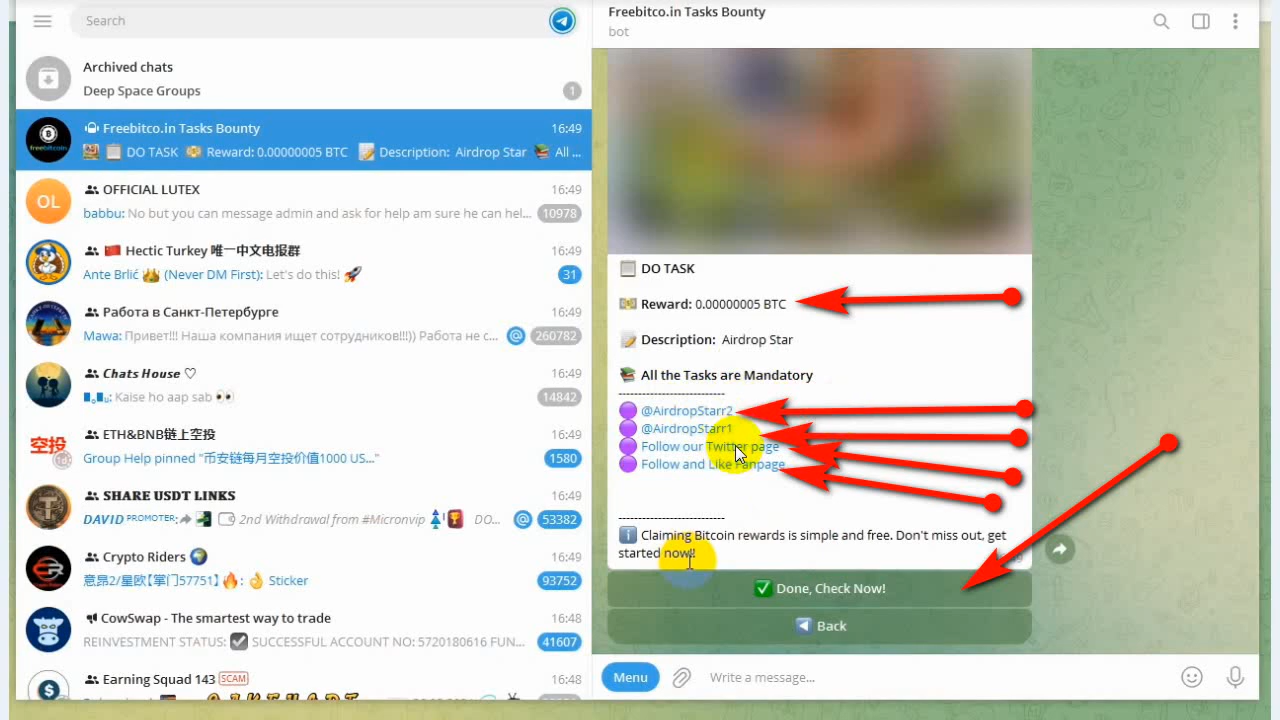 Search
Archived chats
Deep Space Groups
1
Freebitco.in Tasks Bounty
16:49
DO TASK Reward: 0.00000005 BTC Description: Airdrop Star All ...
OFFICIAL LUTEX
16:49
OL
babbu: No but you can message admin and ask for help am sure he can hel...
10978
Hectic Turkey 唯一中文电报群
16:49
Ante Brlić (Never DM First): Let's do this!
31
Работа в Санкт-Петербурге
16:49
Mawa: Привет!!! Наша компания ищет сотрудников!!!)) Работа не с...
@
260782
Chats House ♡
16:49
Kaise ho aap sab
14842
ETH&BNB链上空投
16:49
空投
Group Help pinned "币安链每月空投价值1000 US..."
1580
SHARE USDT LINKS
16:49
DAVID PROMOTER: 2nd Withdrawal from #Micronvip DO...
@
53382
Crypto Riders
16:49
意昂2/星欧【掌门57751】: Sticker
93752
CowSwap - The smartest way to trade
16:48
REINVESTMENT STATUS: SUCCESSFUL ACCOUNT NO: 5720180616 FUN...
41607
Earning Squad 143 SCAM
16:48
Freebitco.in Tasks Bounty
bot
DO TASK
Reward: 0.00000005 BTC
Description: Airdrop Star
All the Tasks are Mandatory
---------------------------
@AirdropStarr2
@AirdropStarr1
Follow our Twitter page
Follow and Like Fanpage
---------------------------
Claiming Bitcoin rewards is simple and free. Don't miss out, get
started now!!
Done, Check Now!
Back
Menu
Write a message...